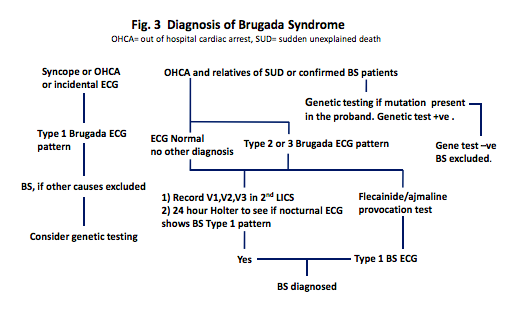 Fig. 3 Diagnosis of Brugada Syndrome
OHCA= out of hospital cardiac arrest, SUD= sudden unexplained death
Syncope or OHCA
or incidental ECG
Type 1 Brugada ECG
pattern
BS, if other causes excluded
Consider genetic testing
OHCA and relatives of SUD or confirmed BS patients
Genetic testing if mutation present
in the proband. Genetic test +ve .
Gene test –ve
BS excluded.
ECG Normal
no other diagnosis
Type 2 or 3 Brugada ECG pattern
1) Record V1,V2,V3 in 2nd LICS
2) 24 hour Holter to see if nocturnal ECG
shows BS Type 1 pattern
Flecainide/ajmaline
provocation test
Yes
Type 1 BS ECG
BS diagnosed